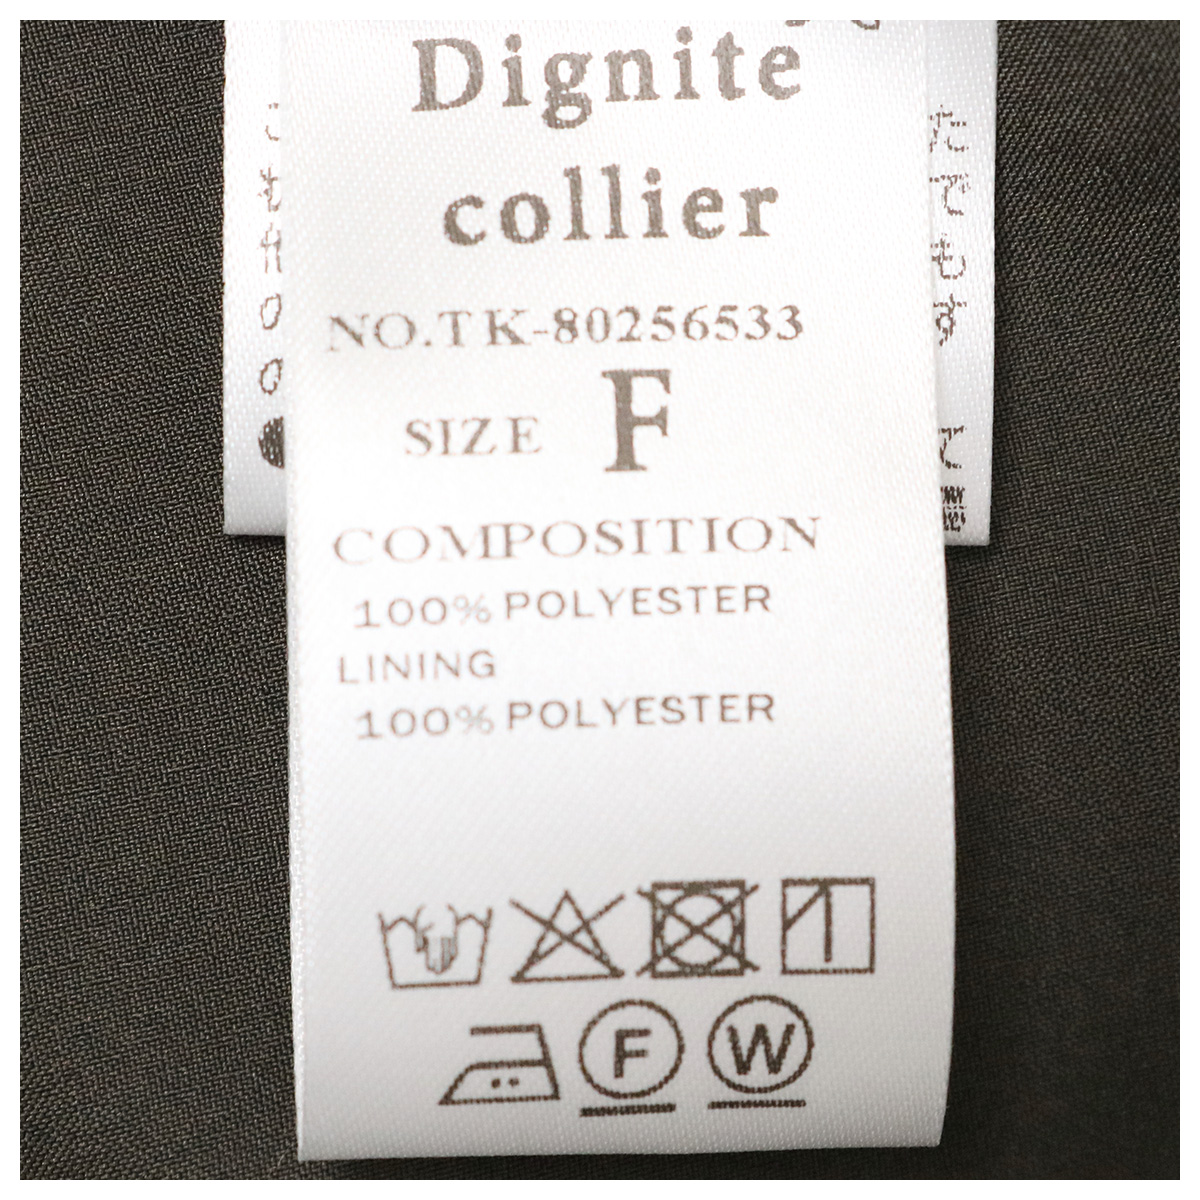 Dignite
collier
NO.TK-80256533
SIZE F
COMPOSITION
100% POLYESTER
LINING
100% POLYESTER
F W